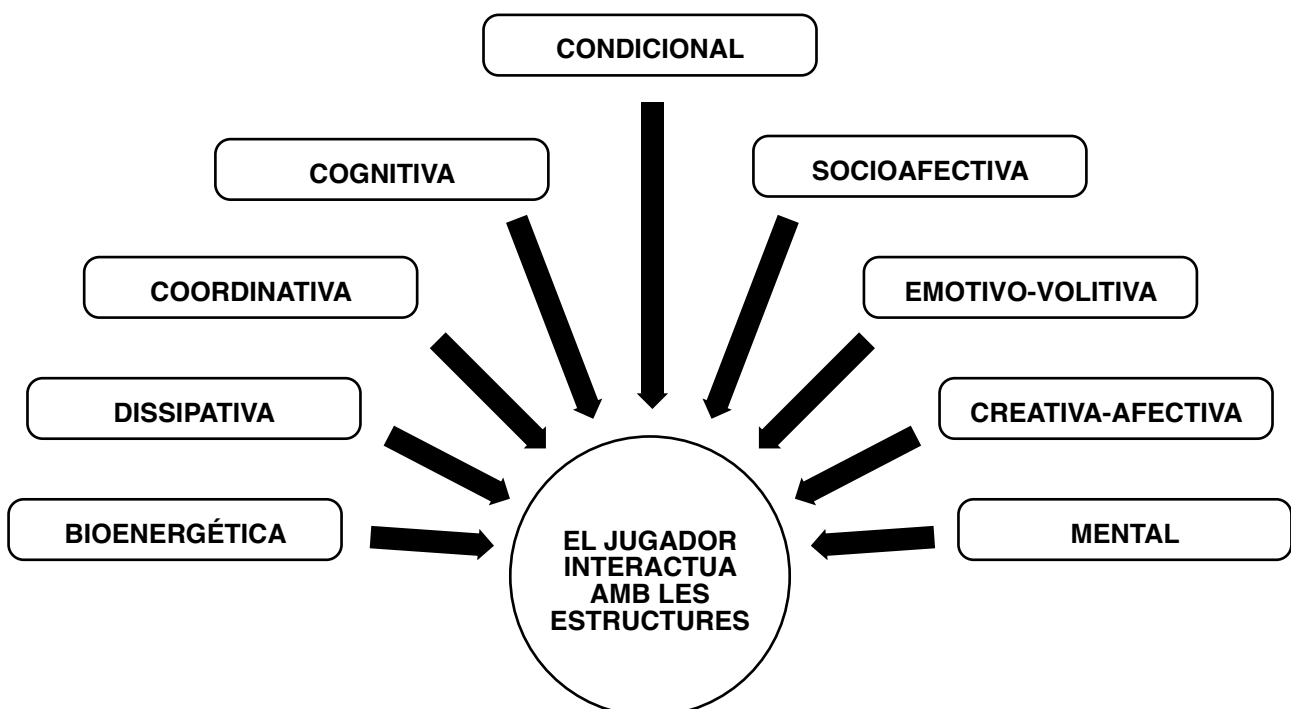 CONDICIONAL
COGNITIVA
SOCIOAFECTIVA
COORDINATIVA
EMOTIVO-VOLITIVA
DISSIPATIVA
CREATIVA-AFECTIVA
BIOENERGÉTICA
MENTAL
EL JUGADOR
INTERACTUA
AMB LES
ESTRUCTURES